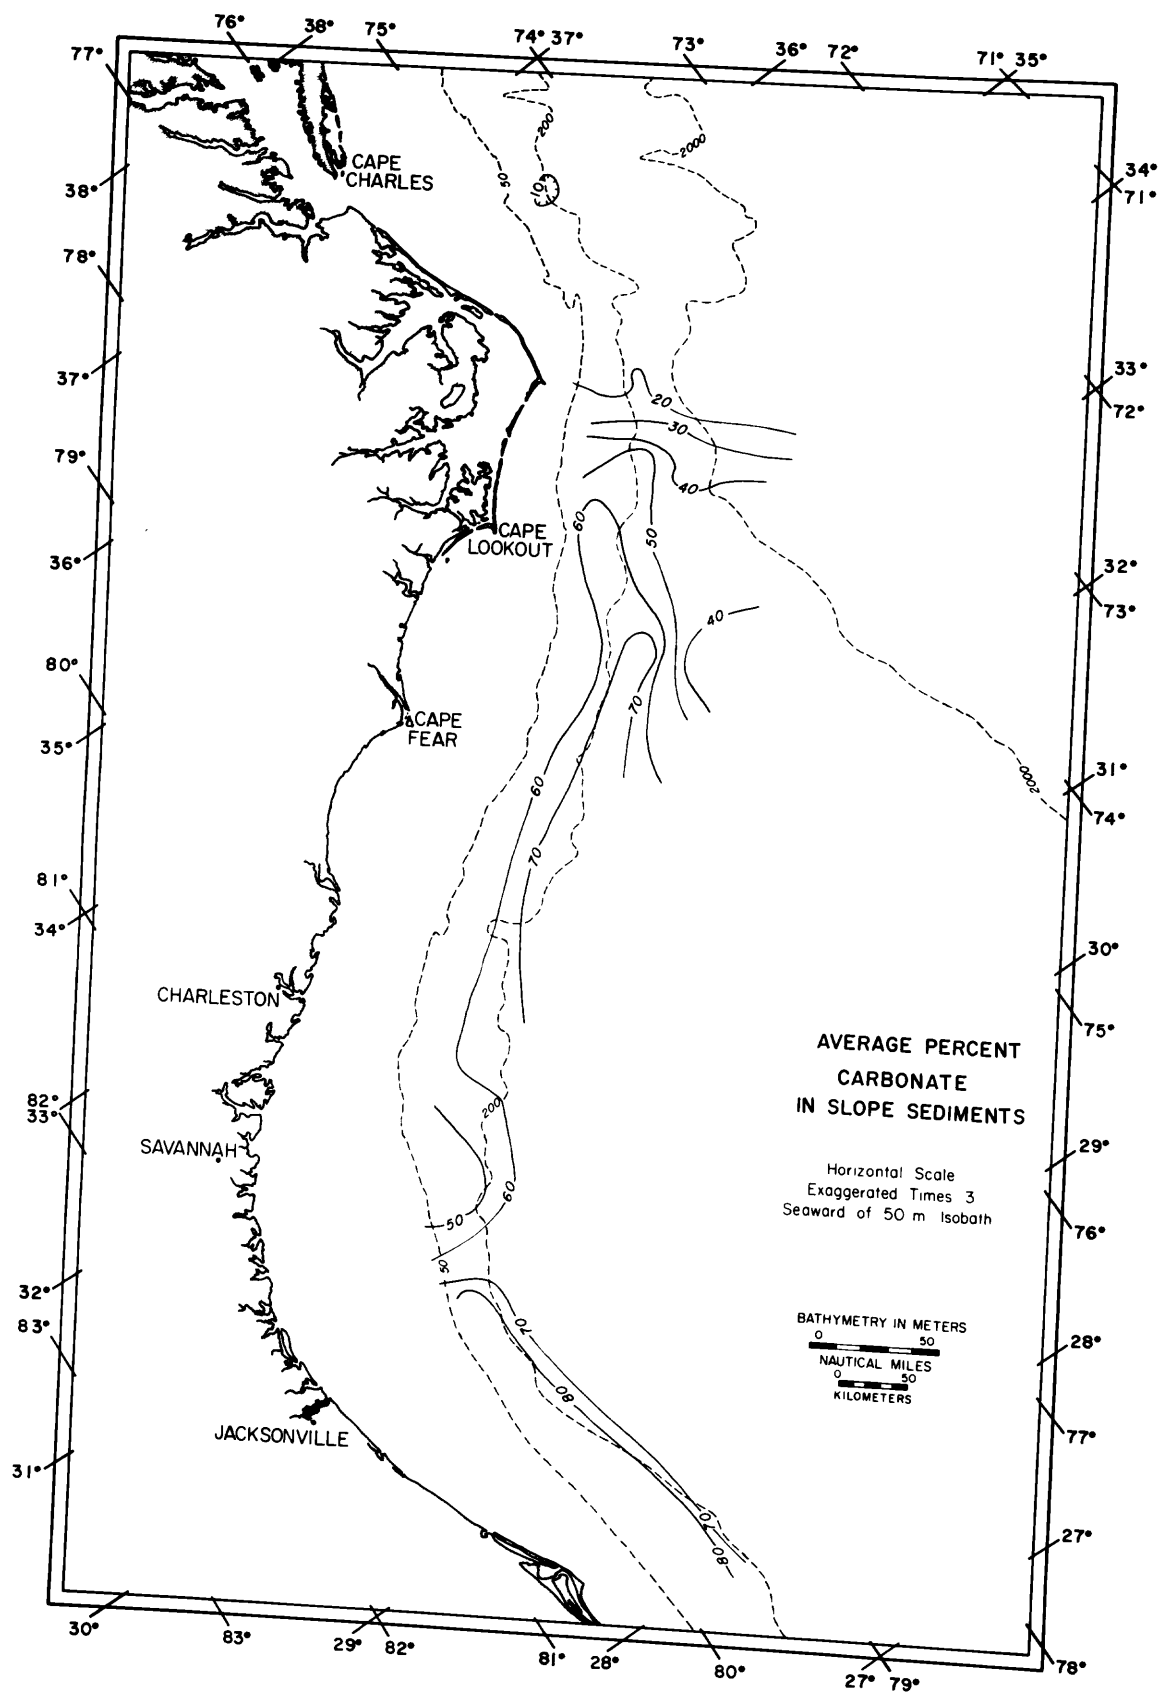 76° 38° 75° 74° 37° 73° 36° 72° 71° 35°
77°
CAPE
CHARLES
200
2000
50
10
38°
34°
71°
78°
37°
33°
72°
20
30
40
79°
60
50
CAPE
LOOKOUT
36°
32°
73°
40
80°
70
CAPE
FEAR
35°
31°
74°
2000
60
70
81°
34°
30°
CHARLESTON
75°
AVERAGE PERCENT
CARBONATE
IN SLOPE SEDIMENTS
82°
33°
200
SAVANNAH
29°
Horizontal Scale
Exaggerated Times 3
Seaward of 50 m Isobath
60
50
76°
50
32°
83°
70
BATHYMETRY IN METERS
0 50
NAUTICAL MILES
0 50
KILOMETERS
28°
80
JACKSONVILLE
77°
31°
70
80
27°
30° 83° 29° 82° 81° 28° 80° 27° 79° 78°